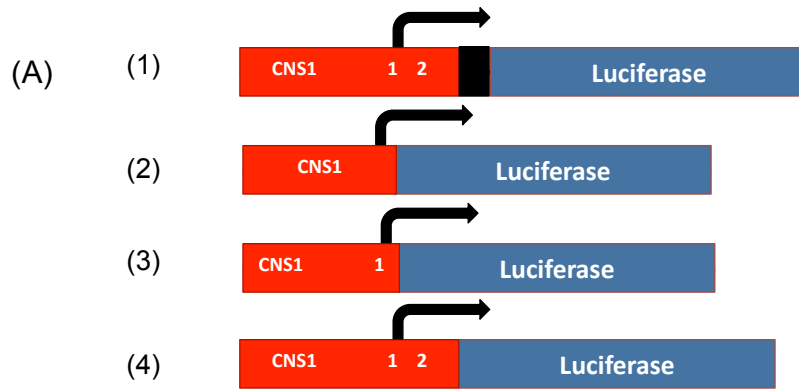 (A) (1) CNS1 1 2 Luciferase
(2) CNS1 Luciferase
(3) CNS1 1 Luciferase
(4) CNS1 1 2 Luciferase